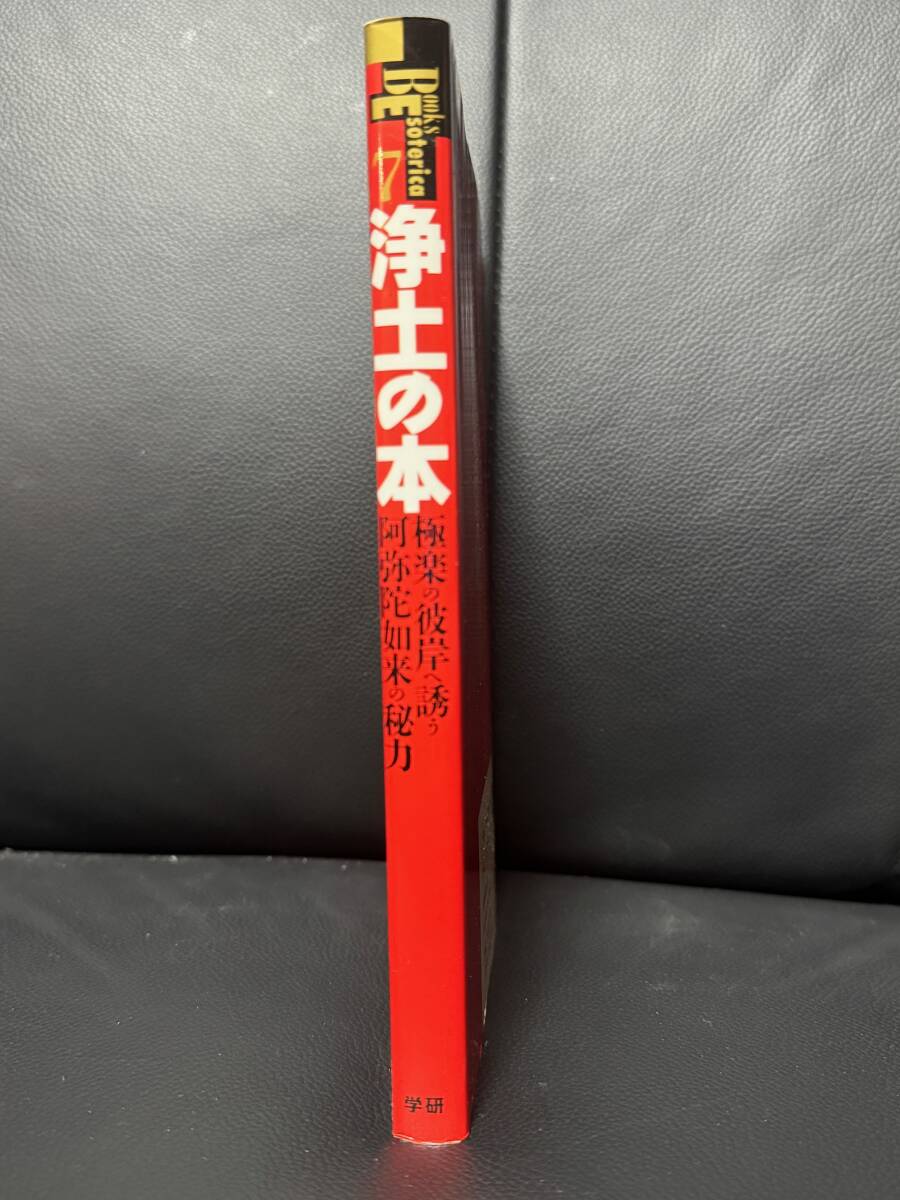 Books
Esoterica
7
浄土の本
極楽の彼岸へ誘う
阿弥陀如来の秘力
学研